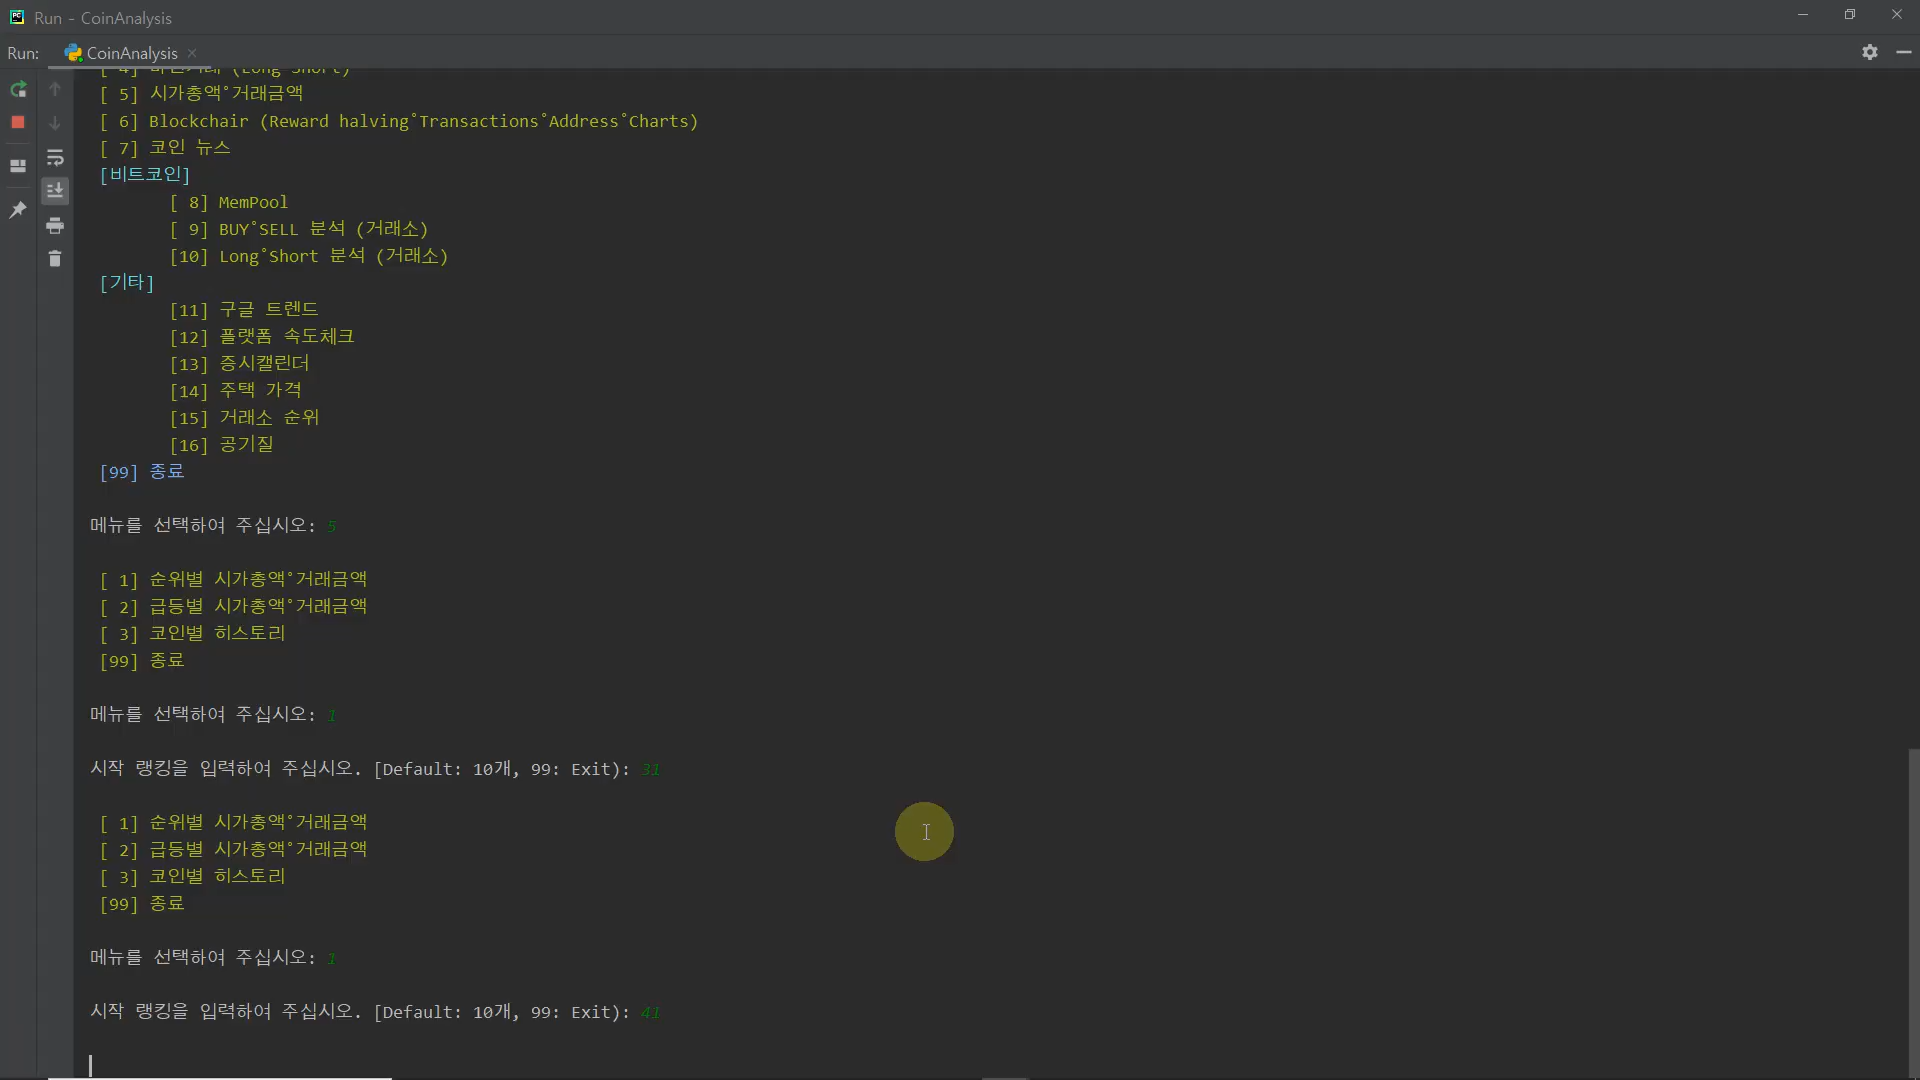 Run - CoinAnalysis
Run: CoinAnalysis
[ 4] (Long°Short)
[ 5] 시가총액°거래금액
[ 6] Blockchair (Reward halving°Transactions°Address°Charts)
[ 7] 코인 뉴스
[비트코인]
[ 8] MemPool
[ 9] BUY°SELL 분석 (거래소)
[10] Long°Short 분석 (거래소)
[기타]
[11] 구글 트렌드
[12] 플랫폼 속도체크
[13] 증시캘린더
[14] 주택 가격
[15] 거래소 순위
[16] 공기질
[99] 종료
메뉴를 선택하여 주십시오: 5
[ 1] 순위별 시가총액°거래금액
[ 2] 급등별 시가총액°거래금액
[ 3] 코인별 히스토리
[99] 종료
메뉴를 선택하여 주십시오: 1
시작 랭킹을 입력하여 주십시오. [Default: 10개, 99: Exit): 31
[ 1] 순위별 시가총액°거래금액
[ 2] 급등별 시가총액°거래금액
[ 3] 코인별 히스토리
[99] 종료
메뉴를 선택하여 주십시오: 1
시작 랭킹을 입력하여 주십시오. [Default: 10개, 99: Exit): 41